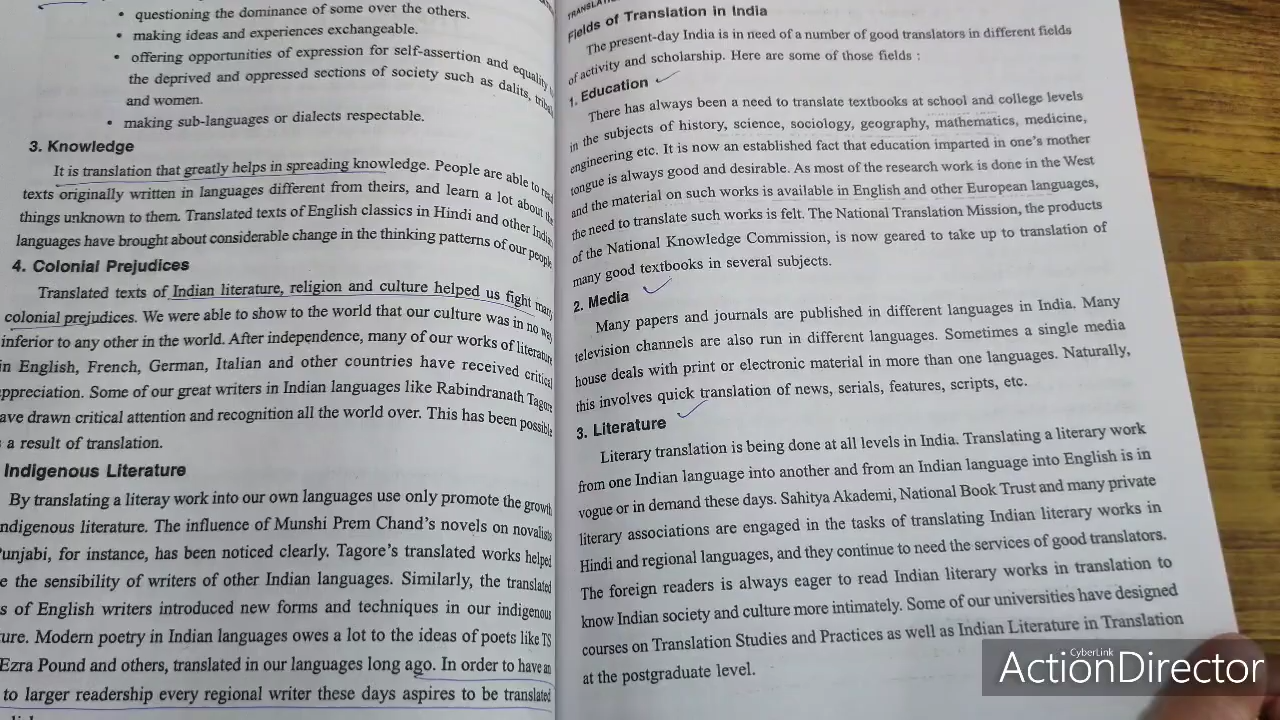 questioning the dominance of some over the others.
• making ideas and experiences exchangeable.
• offering opportunities of expression for self-assertion and equality
the deprived and oppressed sections of society such as dalits,
and women.
• making sub-languages or dialects respectable.
3. Knowledge
It is translation that greatly helps in spreading knowledge. People are able to
texts originally written in languages different from theirs, and learn a lot about
things unknown to them. Translated texts of English classics in Hindi and other
languages have brought about considerable change in the thinking patterns of our people
4. Colonial Prejudices
Translated texts of Indian literature, religion and culture helped us fight many
colonial prejudices. We were able to show to the world that our culture was in no way
inferior to any other in the world. After independence, many of our works of literature
in English, French, German, Italian and other countries have received critical
ppreciation. Some of our great writers in Indian languages like Rabindranath Tagore
ave drawn critical attention and recognition all the world over. This has been possible
a result of translation.
Indigenous Literature
By translating a literay work into our own languages use only promote the growth
ndigenous literature. The influence of Munshi Prem Chand's novels on novalists
Punjabi, for instance, has been noticed clearly. Tagore's translated works helped
e the sensibility of writers of other Indian languages. Similarly, the translated
s of English writers introduced new forms and techniques in our indigenous
ure. Modern poetry in Indian languages owes a lot to the ideas of poets like TS
Ezra Pound and others, translated in our languages long ago. In order to have an
to larger readership every regional writer these days aspires to be translated
Fields of Translation in India
The present-day India is in need of a number of good translators in different fields
of activity and scholarship. Here are some of those fields :
1. Education
There has always been a need to translate textbooks at school and college levels
in the subjects of history, science, sociology, geography, mathematics, medicine,
engineering etc. It is now an established fact that education imparted in one's mother
tongue is always good and desirable. As most of the research work is done in the West
and the material on such works is available in English and other European languages,
the need to translate such works is felt. The National Translation Mission, the products
of the National Knowledge Commission, is now geared to take up to translation of
many good textbooks in several subjects.
2. Media
Many papers and journals are published in different languages in India. Many
television channels are also run in different languages. Sometimes a single media
house deals with print or electronic material in more than one languages. Naturally,
this involves quick translation of news, serials, features, scripts, etc.
3. Literature
Literary translation is being done at all levels in India. Translating a literary work
from one Indian language into another and from an Indian language into English is in
vogue or in demand these days. Sahitya Akademi, National Book Trust and many private
literary associations are engaged in the tasks of translating Indian literary works in
Hindi and regional languages, and they continue to need the services of good translators.
The foreign readers is always eager to read Indian literary works in translation to
know Indian society and culture more intimately. Some of our universities have designed
courses on Translation Studies and Practices as well as Indian Literature in Translation
at the postgraduate level.
CyberLink
ActionDirector